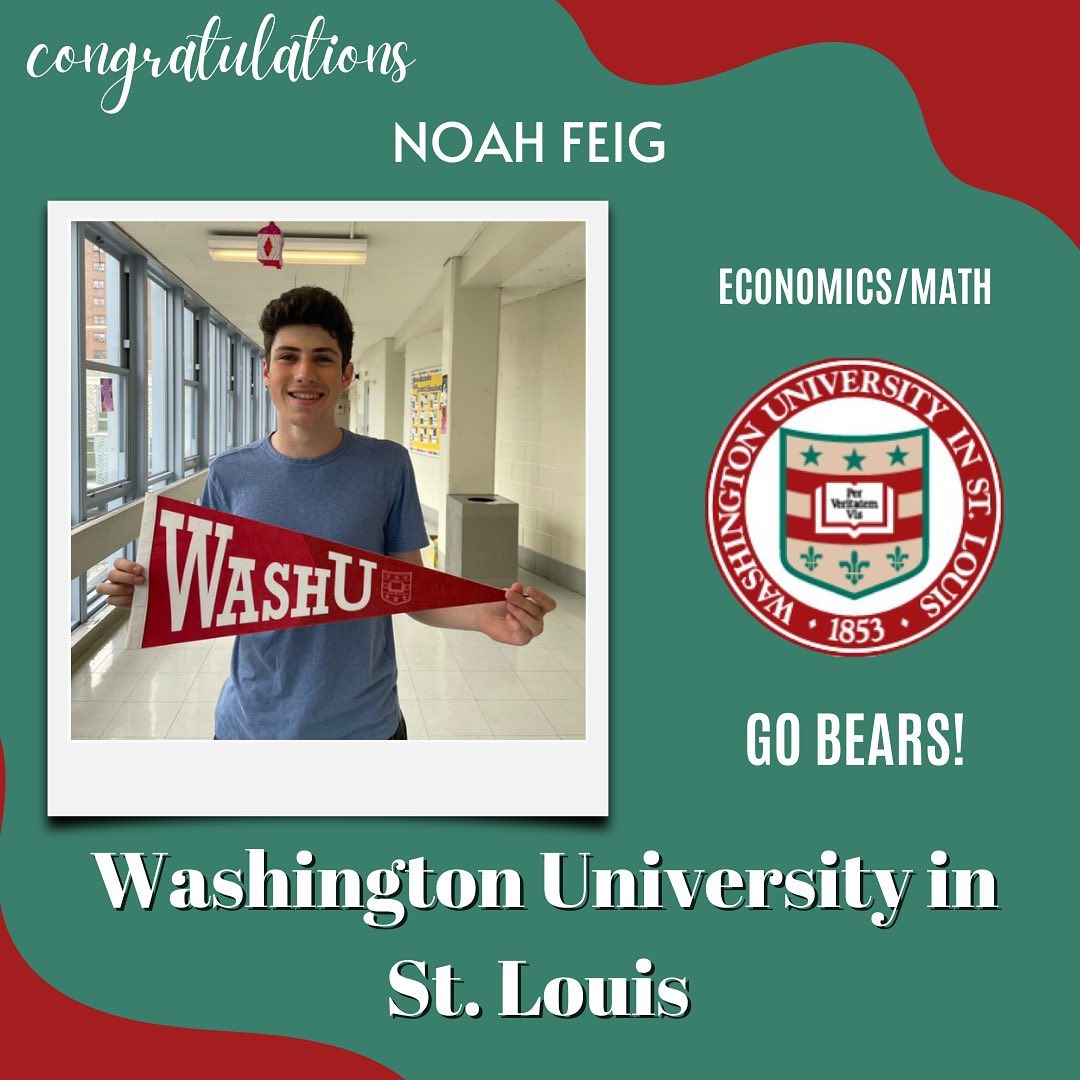 congratulations
NOAH FEIG
ECONOMICS/MATH
WASHU
WASHINGTON UNIVERSITY IN ST. LOUIS
Per
Veritatem
Vis
· 1853 ·
GO BEARS!
Washington University in
St. Louis